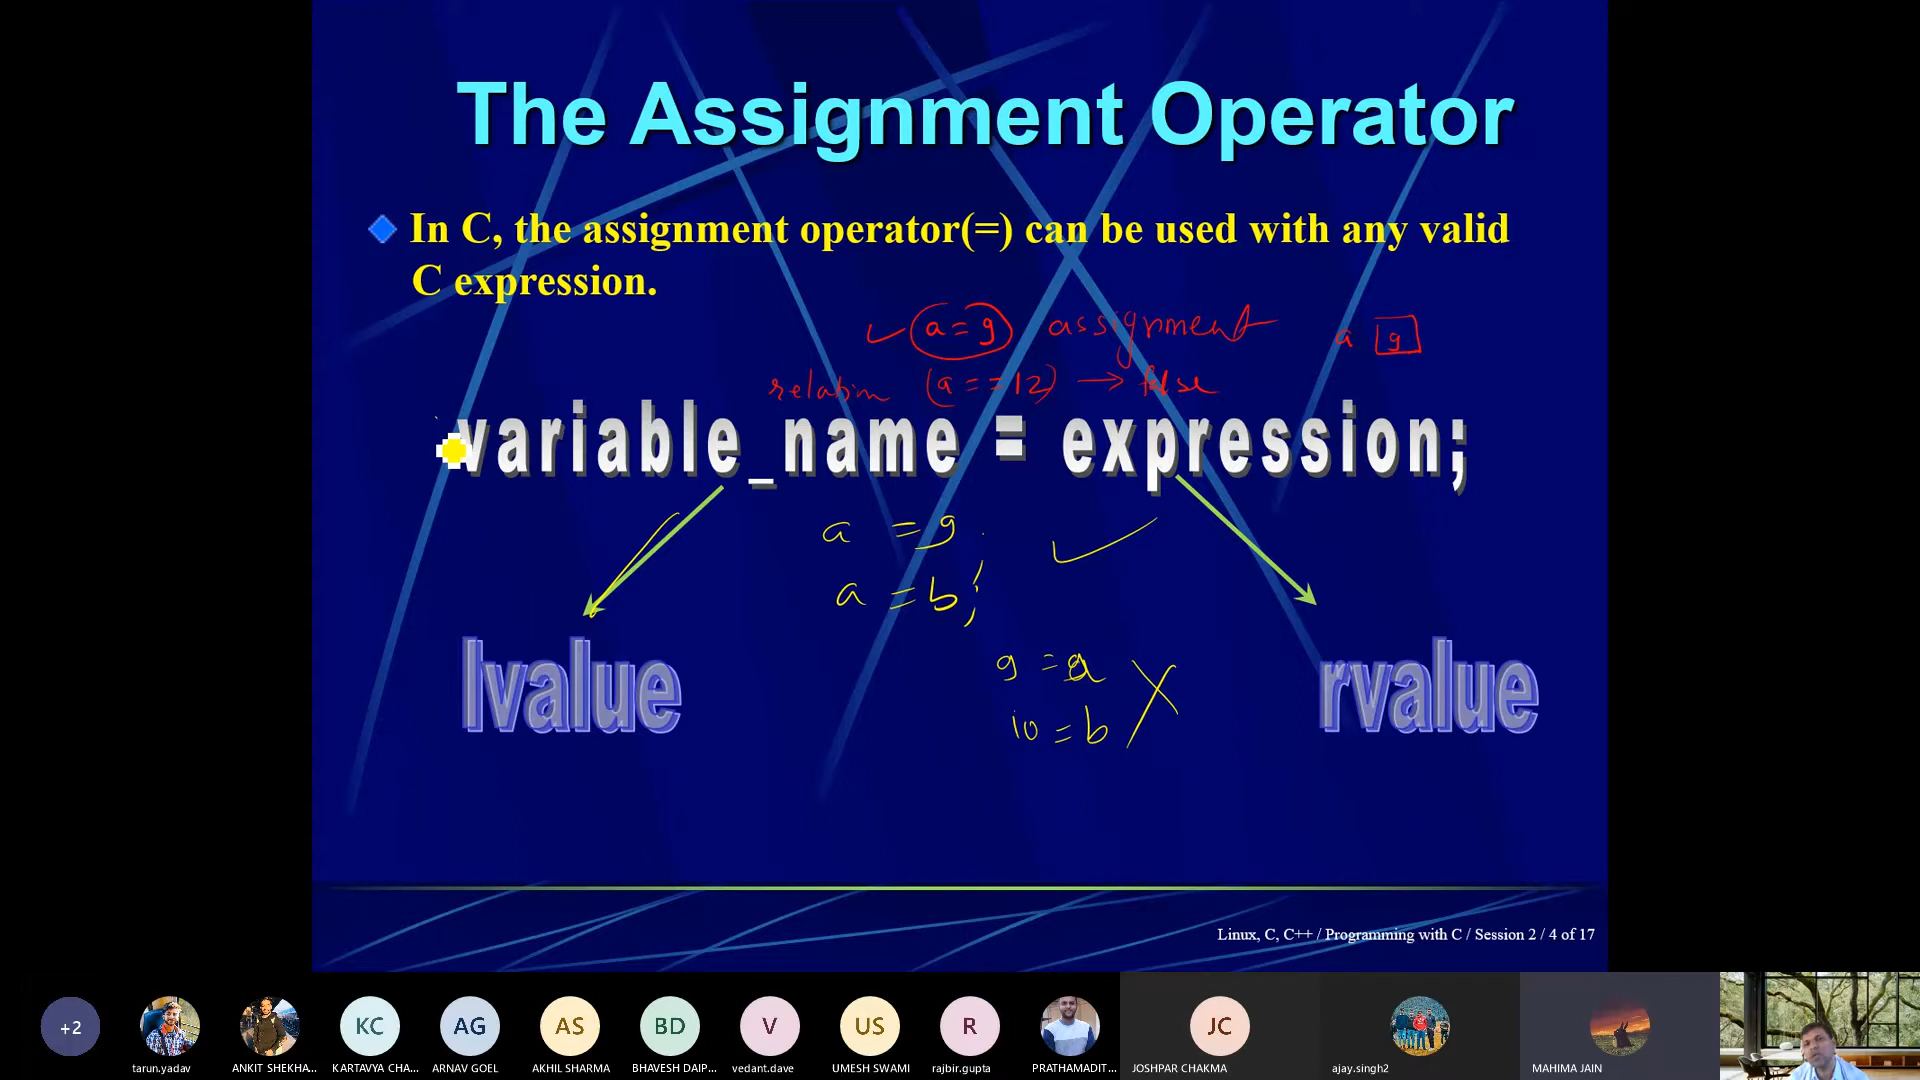 The Assignment Operator
In C, the assignment operator(=) can be used with any valid
C expression.
a = 9 assignment a 9
relation (a == 12) → false
variable_name = expression;
a = 9
a = b;
9 = a
10 = b
lvalue rvalue
Linux, C, C++ / Programming with C / Session 2 / 4 of 17
+2 KC AG AS BD V US R JC
tarun.yadav ANKIT SHEKHA... KARTAVYA CHA... ARNAV GOEL AKHIL SHARMA BHAVESH DAIP... vedant.dave UMESH SWAMI rajbir.gupta PRATHAMADIT... JOSHPAR CHAKMA ajay.singh2 MAHIMA JAIN